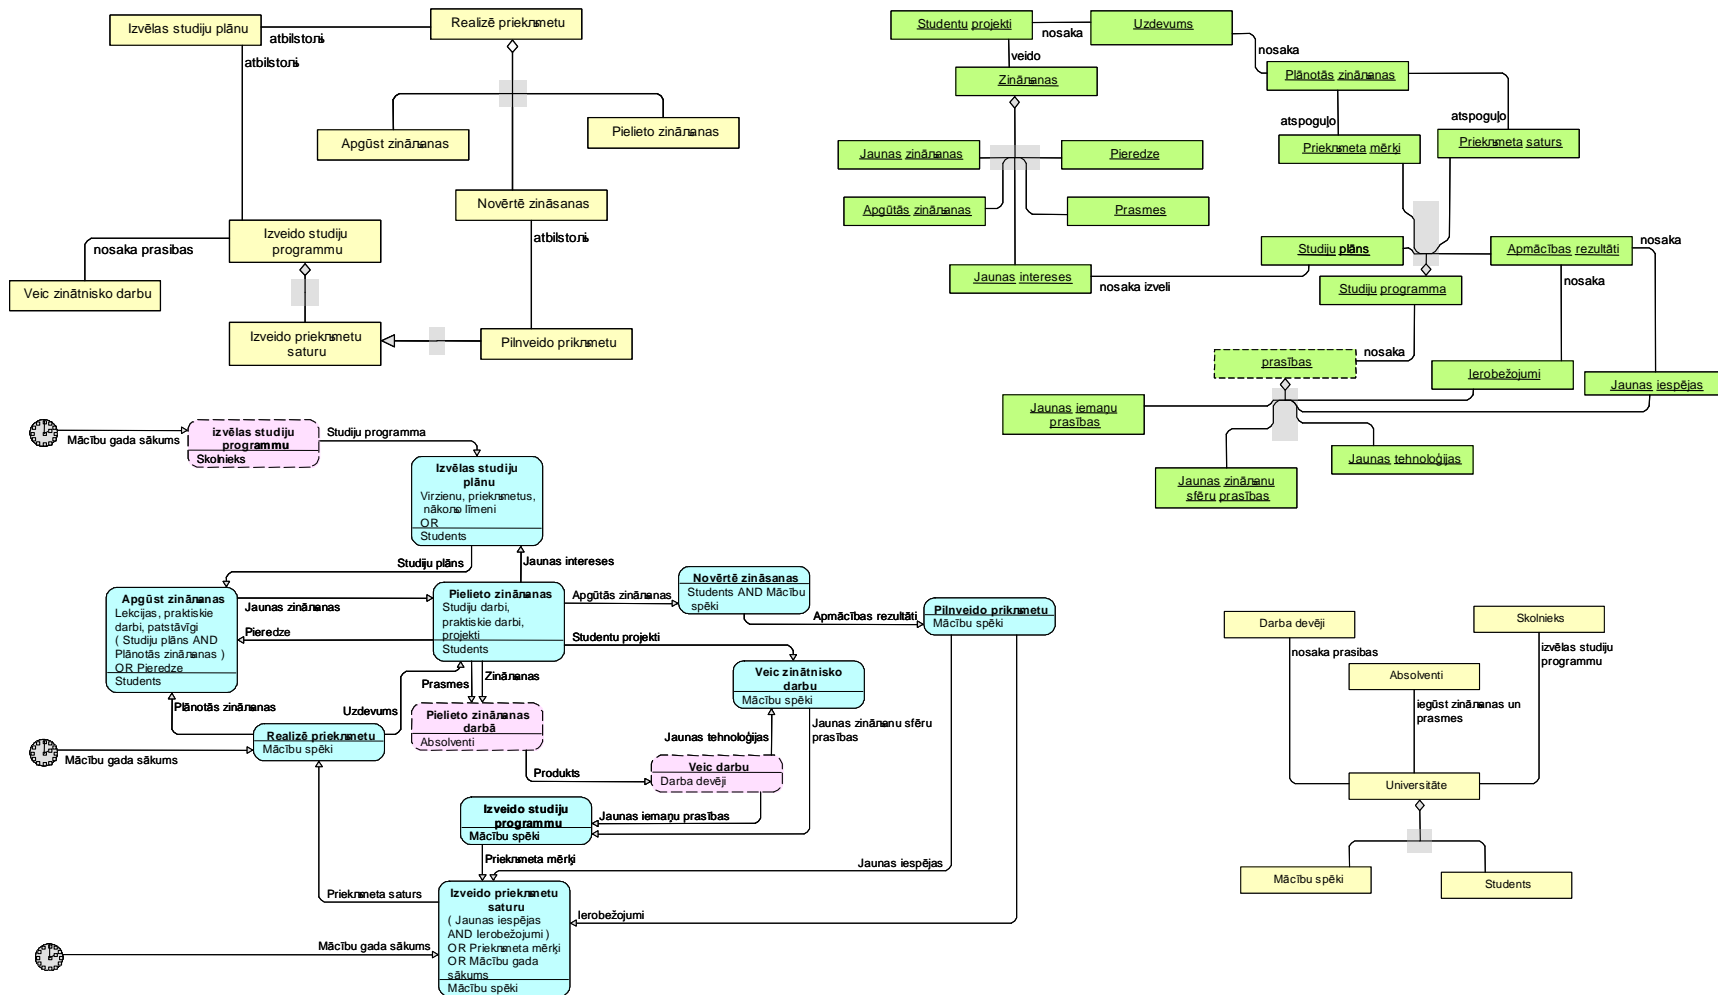 Izvēlas studiju plānu
Realizē priekšmetu
atbilstoši
atbilstoši
Apgūst zināšanas
Pielieto zināšanas
Novērtē zināsanas
atbilstoši
Izveido studiju
programmu
nosaka prasibas
Veic zinātnisko darbu
Izveido priekšmetu
saturu
Pilnveido prikšmetu
Studentu projekti
nosaka
Uzdevums
veido
nosaka
Zināšanas
Plānotās zināšanas
atspoguļo
atspoguļo
Priekšmeta mērķi
Priekšmeta saturs
Jaunas zināšanas
Pieredze
Apgūtās zināšanas
Prasmes
Jaunas intereses
nosaka izveli
Studiju plāns
Apmācības rezultāti
nosaka
nosaka
Studiju programma
prasības
nosaka
Ierobežojumi
Jaunas iespējas
Jaunas iemaņu
prasības
Jaunas tehnoloģijas
Jaunas zināšanu
sfēru prasības
Mācību gada sākums
izvēlas studiju
programmu
Skolnieks
Studiju programma
Izvēlas studiju
plānu
Virzienu, priekšmetus,
nākošo līmeni
OR
Students
Studiju plāns
Jaunas intereses
Apgūst zināšanas
Lekcijas, praktiskie
darbi, patstāvīgi
( Studiju plāns AND
Plānotās zināšanas )
OR Pieredze
Students
Jaunas zināšanas
Pieredze
Pielieto zināšanas
Studiju darbi,
praktiskie darbi,
projekti
Students
Apgūtās zināšanas
Studentu projekti
Novērtē zināsanas
Students AND Mācību
spēki
Apmācības rezultāti
Pilnveido prikšmetu
Mācību spēki
Veic zinātnisko
darbu
Mācību spēki
Prasmes
Zināšanas
Plānotās zināšanas
Uzdevums
Realizē priekšmetu
Mācību spēki
Mācību gada sākums
Pielieto zināšanas
darbā
Absolventi
Jaunas tehnoloģijas
Jaunas zināšanu sfēru
prasības
Produkts
Veic darbu
Darba devēji
Izveido studiju
programmu
Mācību spēki
Jaunas iemaņu prasības
Priekšmeta mērķi
Jaunas iespējas
Priekšmeta saturs
Izveido priekšmetu
saturu
( Jaunas iespējas
AND Ierobežojumi )
OR Priekšmeta mērķi
OR Mācību gada
sākums
Mācību spēki
Ierobežojumi
Mācību gada sākums
Darba devēji
Skolnieks
nosaka prasibas
izvēlas studiju
programmu
Absolventi
iegūst zināšanas un
prasmes
Universitāte
Mācību spēki
Students